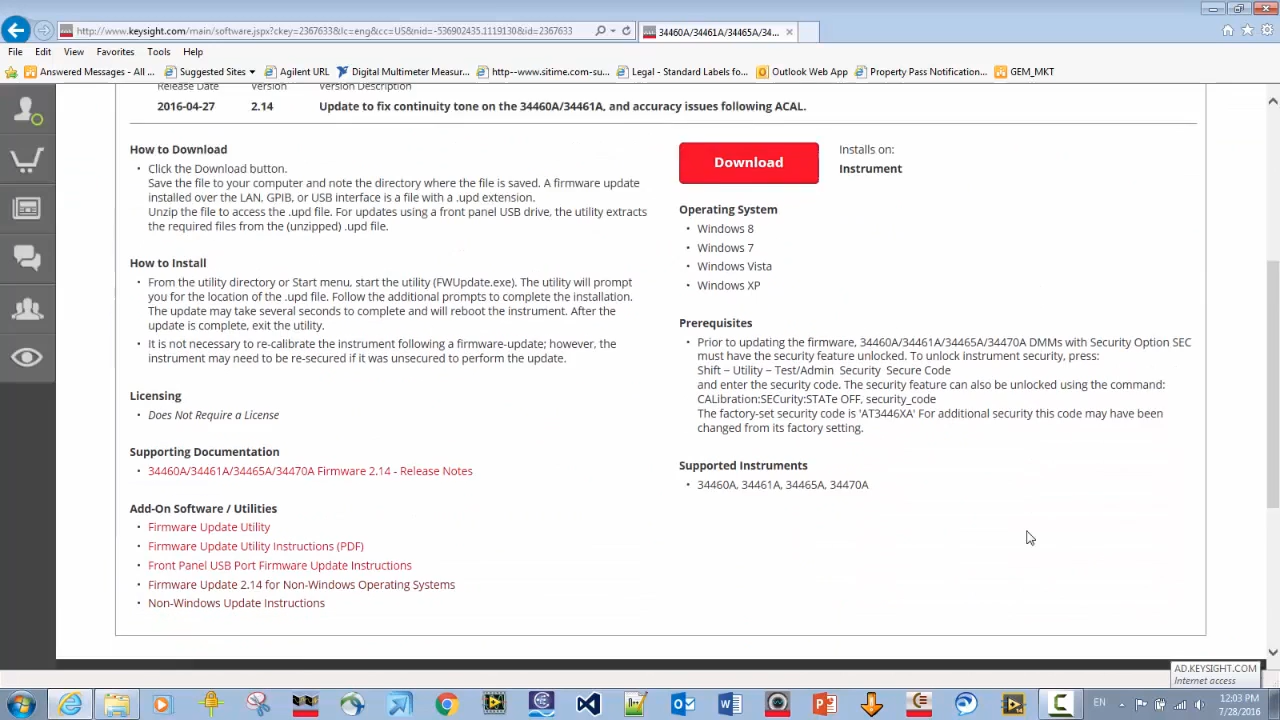 http://www.keysight.com/main/software.jspx?ckey=2367633&lc=eng&cc=US&nid=-536902435.1119130&id=2367633
34460A/34461A/34465A/34...
File Edit View Favorites Tools Help
Answered Messages - All ...
Suggested Sites
Agilent URL
Digital Multimeter Measur...
http--www.sitime.com-su...
Legal - Standard Labels fo...
Outlook Web App
Property Pass Notification...
GEM_MKT
Release Date Version Version Description
2016-04-27 2.14 Update to fix continuity tone on the 34460A/34461A, and accuracy issues following ACAL.
How to Download
• Click the Download button.
Save the file to your computer and note the directory where the file is saved. A firmware update
installed over the LAN, GPIB, or USB interface is a file with a .upd extension.
Unzip the file to access the .upd file. For updates using a front panel USB drive, the utility extracts
the required files from the (unzipped) .upd file.
How to Install
• From the utility directory or Start menu, start the utility (FWUpdate.exe). The utility will prompt
you for the location of the .upd file. Follow the additional prompts to complete the installation.
The update may take several seconds to complete and will reboot the instrument. After the
update is complete, exit the utility.
• It is not necessary to re-calibrate the instrument following a firmware-update; however, the
instrument may need to be re-secured if it was unsecured to perform the update.
Licensing
• Does Not Require a License
Supporting Documentation
• 34460A/34461A/34465A/34470A Firmware 2.14 - Release Notes
Add-On Software / Utilities
• Firmware Update Utility
• Firmware Update Utility Instructions (PDF)
• Front Panel USB Port Firmware Update Instructions
• Firmware Update 2.14 for Non-Windows Operating Systems
• Non-Windows Update Instructions
Download
Installs on:
Instrument
Operating System
• Windows 8
• Windows 7
• Windows Vista
• Windows XP
Prerequisites
• Prior to updating the firmware, 34460A/34461A/34465A/34470A DMMs with Security Option SEC
must have the security feature unlocked. To unlock instrument security, press:
Shift – Utility – Test/Admin Security Secure Code
and enter the security code. The security feature can also be unlocked using the command:
CALibration:SECurity:STATe OFF, security_code
The factory-set security code is 'AT3446XA' For additional security this code may have been
changed from its factory setting.
Supported Instruments
• 34460A, 34461A, 34465A, 34470A
AD.KEYSIGHT.COM
Internet access
EN
12:03 PM
7/28/2016